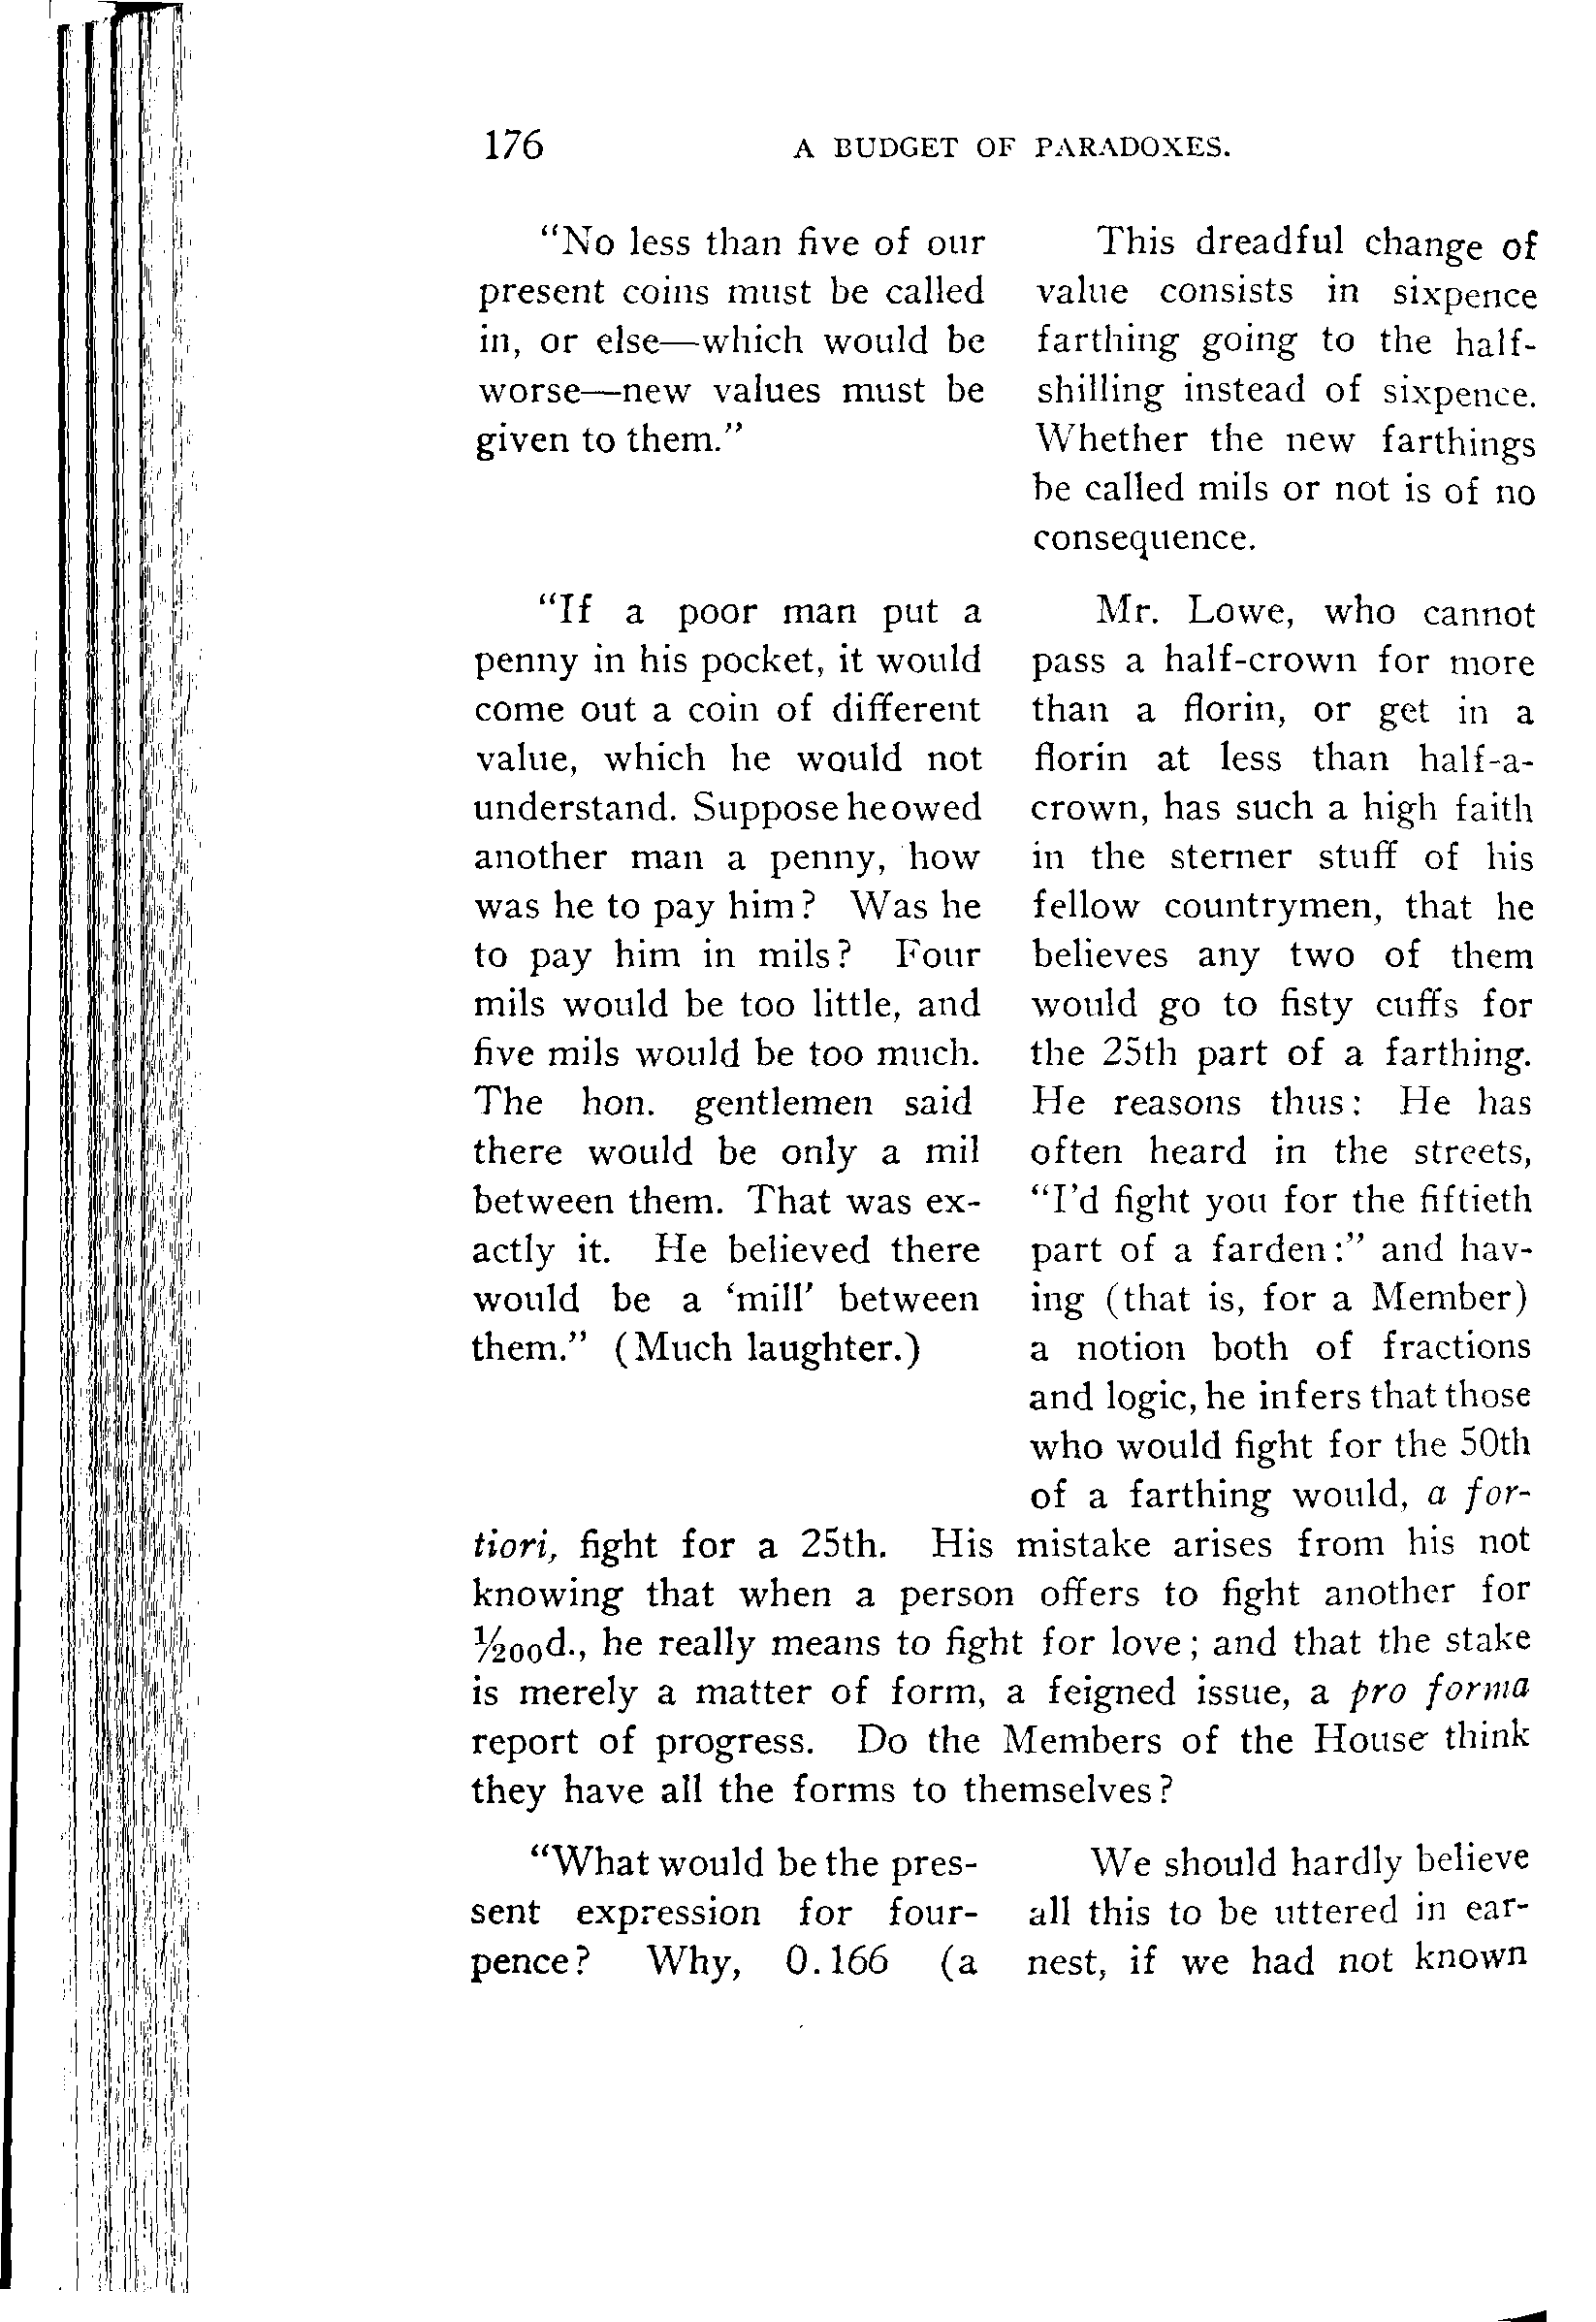 176 A BUDGET OF PARADOXES.
“No less than five of our
present coins must be called
in, or else—which would be
worse—new values must be
given to them.”
This dreadful change of
value consists in sixpence
farthing going to the half-
shilling instead of sixpence.
Whether the new farthings
be called mils or not is of no
consequence.
“If a poor man put a
penny in his pocket, it would
come out a coin of different
value, which he would not
understand. Suppose he owed
another man a penny, how
was he to pay him? Was he
to pay him in mils? Four
mils would be too little, and
five mils would be too much.
The hon. gentlemen said
there would be only a mil
between them. That was ex-
actly it. He believed there
would be a ‘mill’ between
them.” (Much laughter.)
Mr. Lowe, who cannot
pass a half-crown for more
than a florin, or get in a
florin at less than half-a-
crown, has such a high faith
in the sterner stuff of his
fellow countrymen, that he
believes any two of them
would go to fisty cuffs for
the 25th part of a farthing.
He reasons thus: He has
often heard in the streets,
“I’d fight you for the fiftieth
part of a farden:” and hav-
ing (that is, for a Member)
a notion both of fractions
and logic, he infers that those
who would fight for the 50th
of a farthing would, a for-
tiori, fight for a 25th. His mistake arises from his not
knowing that when a person offers to fight another for
1⁄200d., he really means to fight for love; and that the stake
is merely a matter of form, a feigned issue, a pro forma
report of progress. Do the Members of the House think
they have all the forms to themselves?
“What would be the pres-
sent expression for four-
pence? Why, 0.166 (a
We should hardly believe
all this to be uttered in ear-
nest, if we had not known